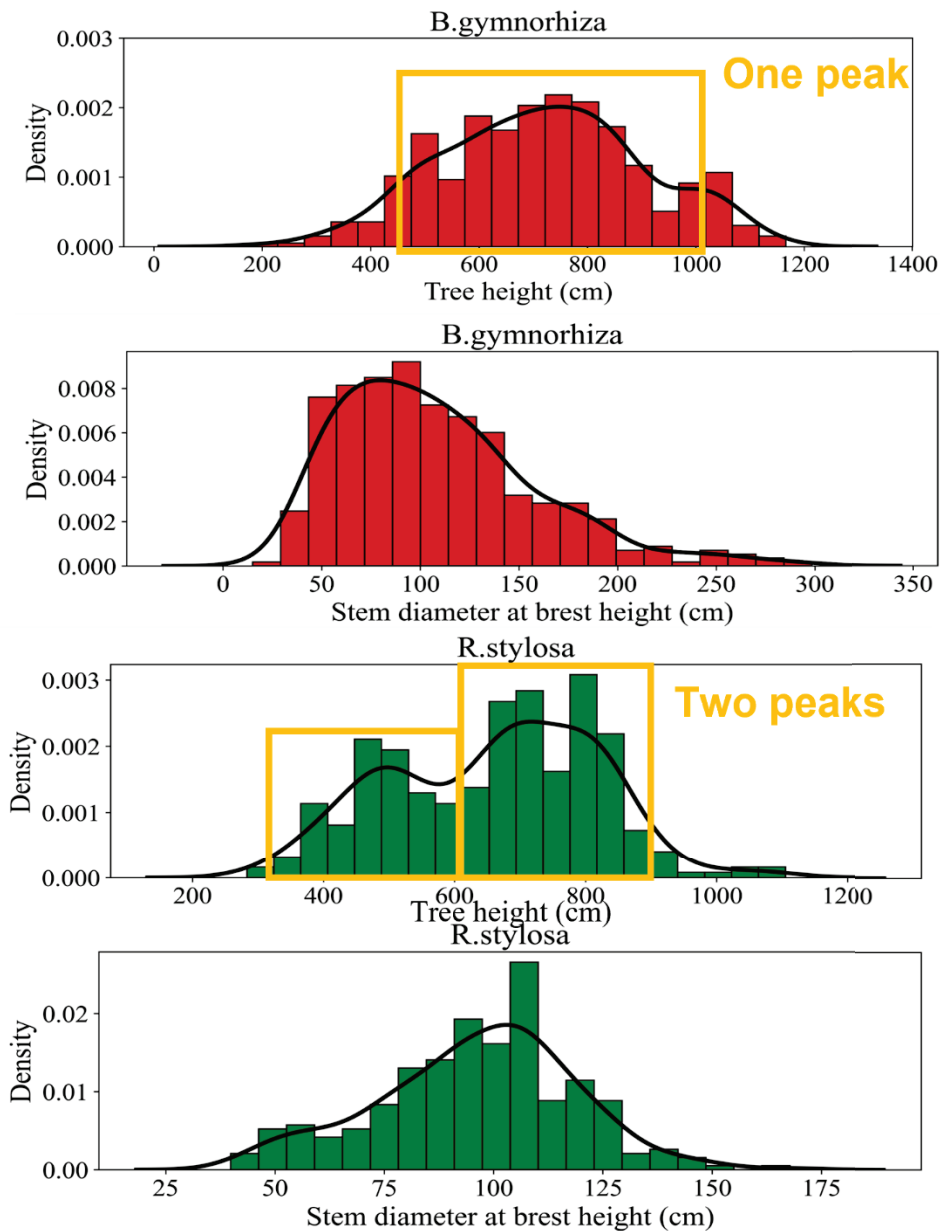 B.gymnorhiza
One peak
0.003
0.002
0.001
0.000
Density
0 200 400 600 800 1000 1200 1400
Tree height (cm)
B.gymnorhiza
0.008
0.006
0.004
0.002
0.000
Density
0 50 100 150 200 250 300 350
Stem diameter at brest height (cm)
R.stylosa
Two peaks
0.003
0.002
0.001
0.000
Density
200 400 600 800 1000 1200
Tree height (cm)
R.stylosa
0.02
0.01
0.00
Density
25 50 75 100 125 150 175
Stem diameter at brest height (cm)